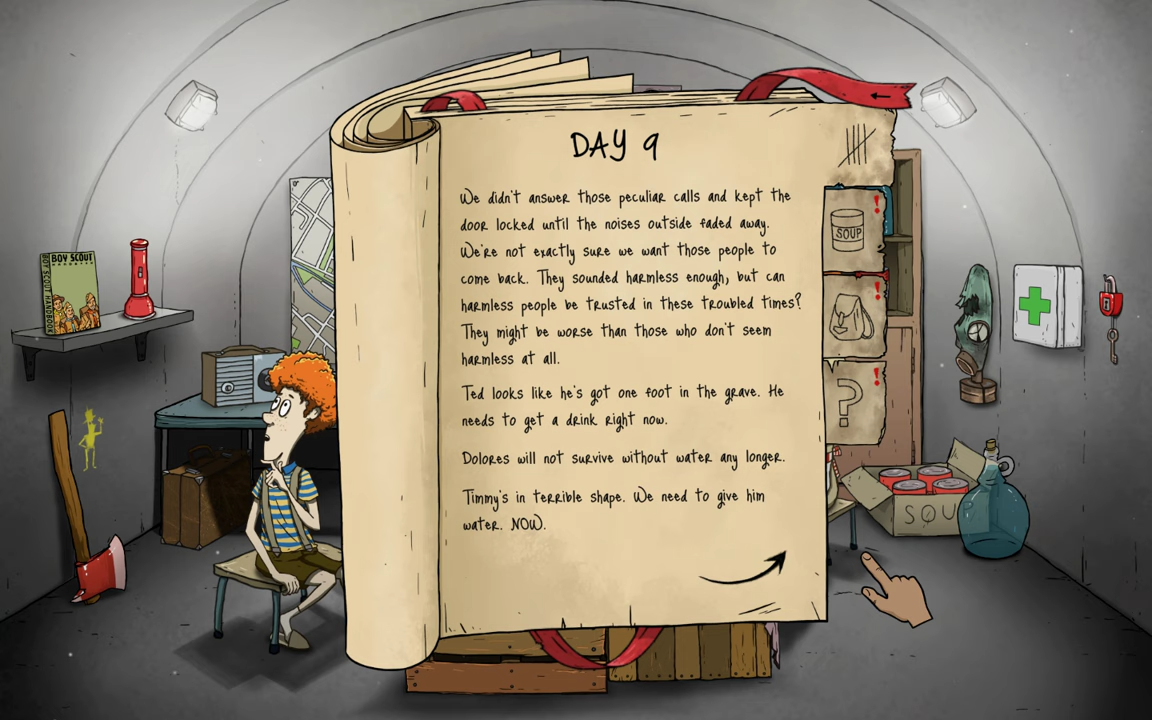 DAY 9
We didn't answer those peculiar calls and kept the
door locked until the noises outside faded away.
We're not exactly sure we want those people to
come back. They sounded harmless enough, but can
harmless people be trusted in these troubled times?
They might be worse than those who don't seem
harmless at all.
Ted looks like he's got one foot in the grave. He
needs to get a drink right now.
Dolores will not survive without water any longer.
Timmy's in terrible shape. We need to give him
water. NOW.
SOUP
!
!
?
!
BOY SCOUT
BOY SCOUT HANDBOOK
SOU